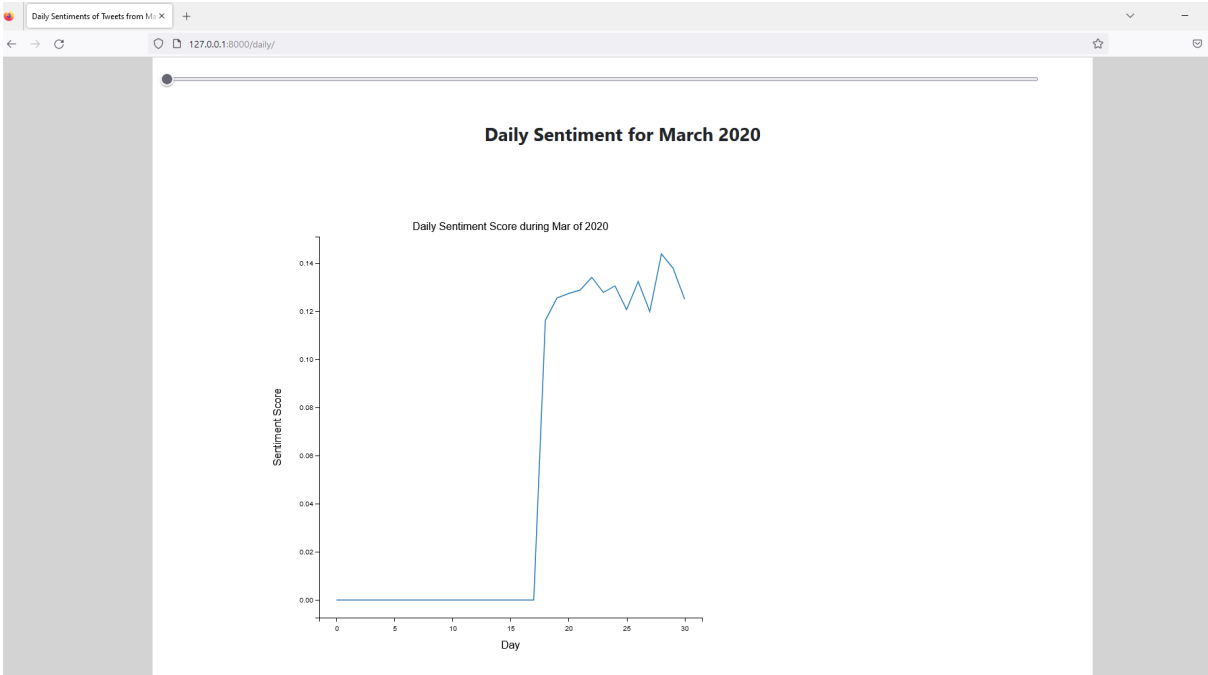 Daily Sentiments of Tweets from Ma
127.0.0.1:8000/daily/
Daily Sentiment for March 2020
Daily Sentiment Score during Mar of 2020
0.14
0.12
0.10
0.08
0.06
0.04
0.02
0.00
Sentiment Score
0 5 10 15 20 25 30
Day